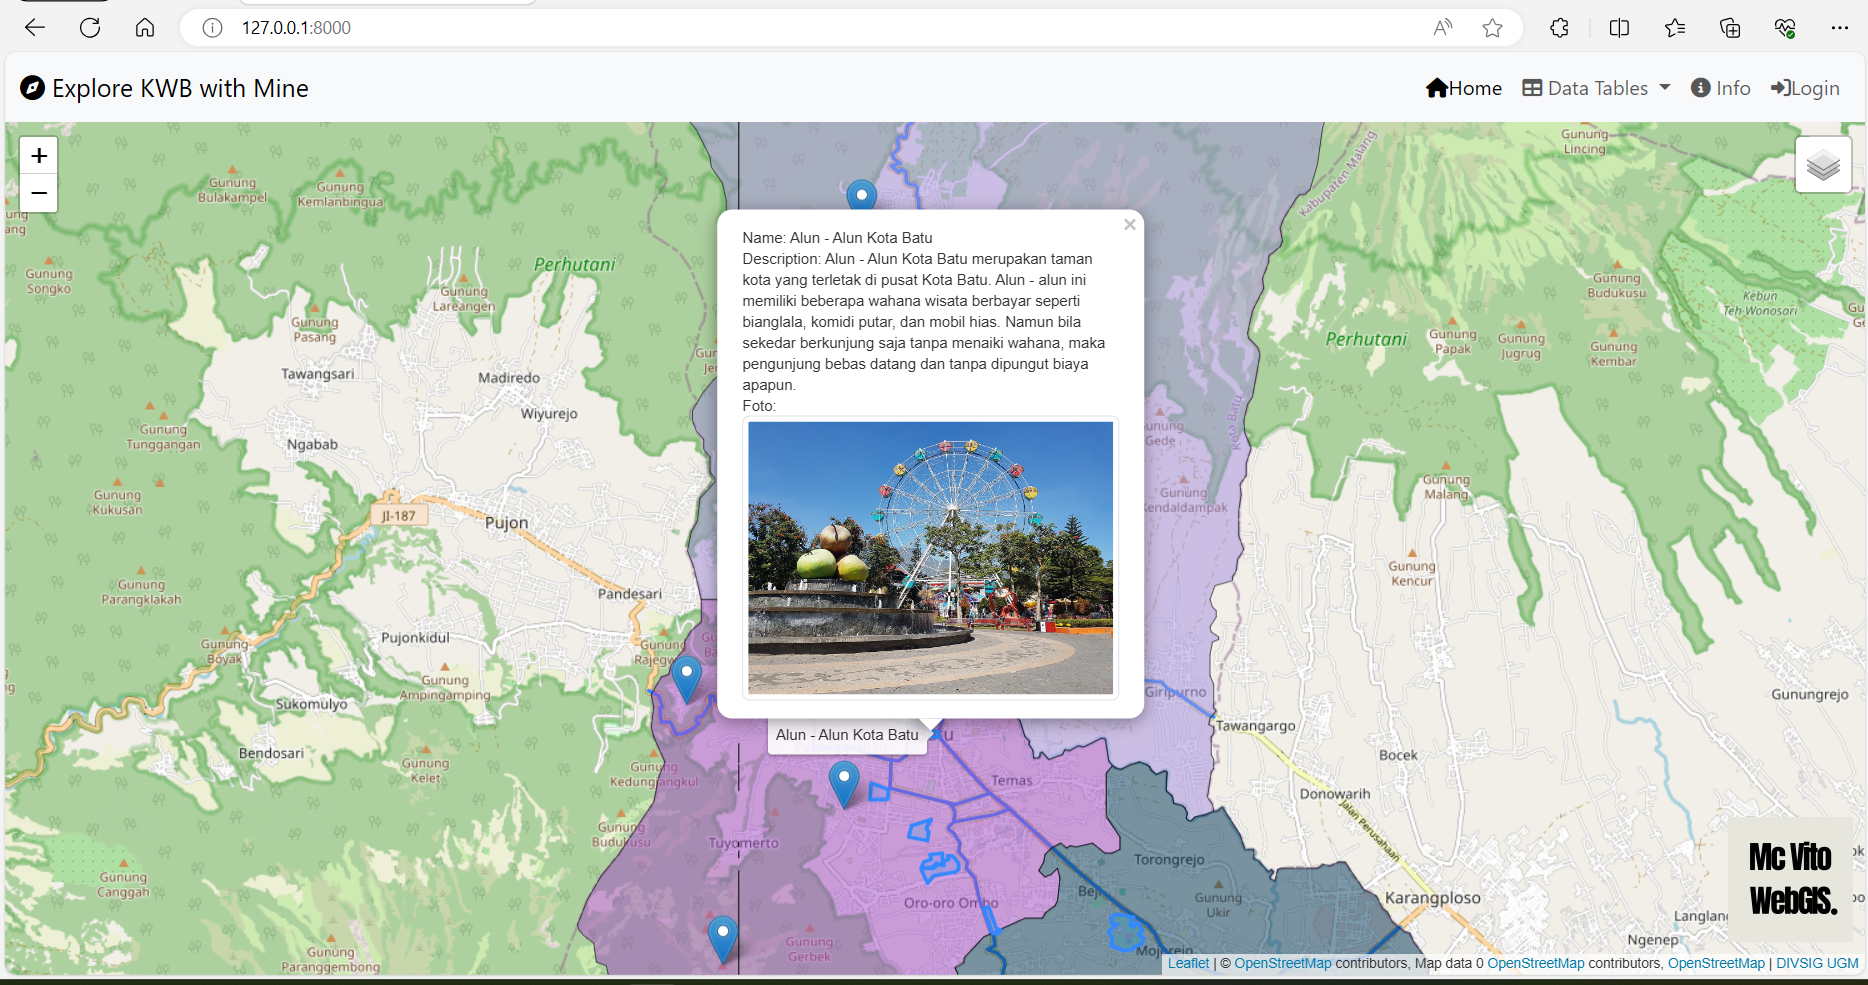 127.0.0.1:8000
Explore KWB with Mine
Home
Data Tables
Info
Login
+
−
Gunung
Bulakampel
Gunung
Kemlanbingua
Gunung
Songko
Perhutani
Gunung
Lareangen
Gunung
Pasang
Tawangsari
Madiredo
Wiyurejo
Gunung
Tunggangan
Ngabab
Gunung
Kukusan
Jl-187
Pujon
Gunung
Parangklakah
Pandesari
Pujonkidul
Gunung
Boyak
Gunung
Ampingamping
Sukomulyo
Bendosari
Gunung
Kelet
Gunung
Kedungjangkul
Gunung
Budukusu
Tuyomerto
Gunung
Canggah
Gunung
Paranggembong
Gunung
Gerbek
Name: Alun - Alun Kota Batu
Description: Alun - Alun Kota Batu merupakan taman
kota yang terletak di pusat Kota Batu. Alun - alun ini
memiliki beberapa wahana wisata berbayar seperti
bianglala, komidi putar, dan mobil hias. Namun bila
sekedar berkunjung saja tanpa menaiki wahana, maka
pengunjung bebas datang dan tanpa dipungut biaya
apapun.
Foto:
×
Alun - Alun Kota Batu
Temas
Oro-oro Ombo
Torongrejo
Gunung
Ukir
Mojorejo
Giripurno
Tawangargo
Bocek
Donowarih
Jalan Perusahaan
Karangploso
Ngenep
Gunungrejo
Kabupaten Malang
Kota Batu
Gunung
Lincing
Gunung
Budukusu
Kebun
Teh Wonosari
Perhutani
Gunung
Papak
Gunung
Jugrug
Gunung
Kembar
Gunung
Malang
Gunung
Kencur
Mc Vito
WebGIS.
Leaflet | © OpenStreetMap contributors, Map data 0 OpenStreetMap contributors, OpenStreetMap | DIVSIG UGM